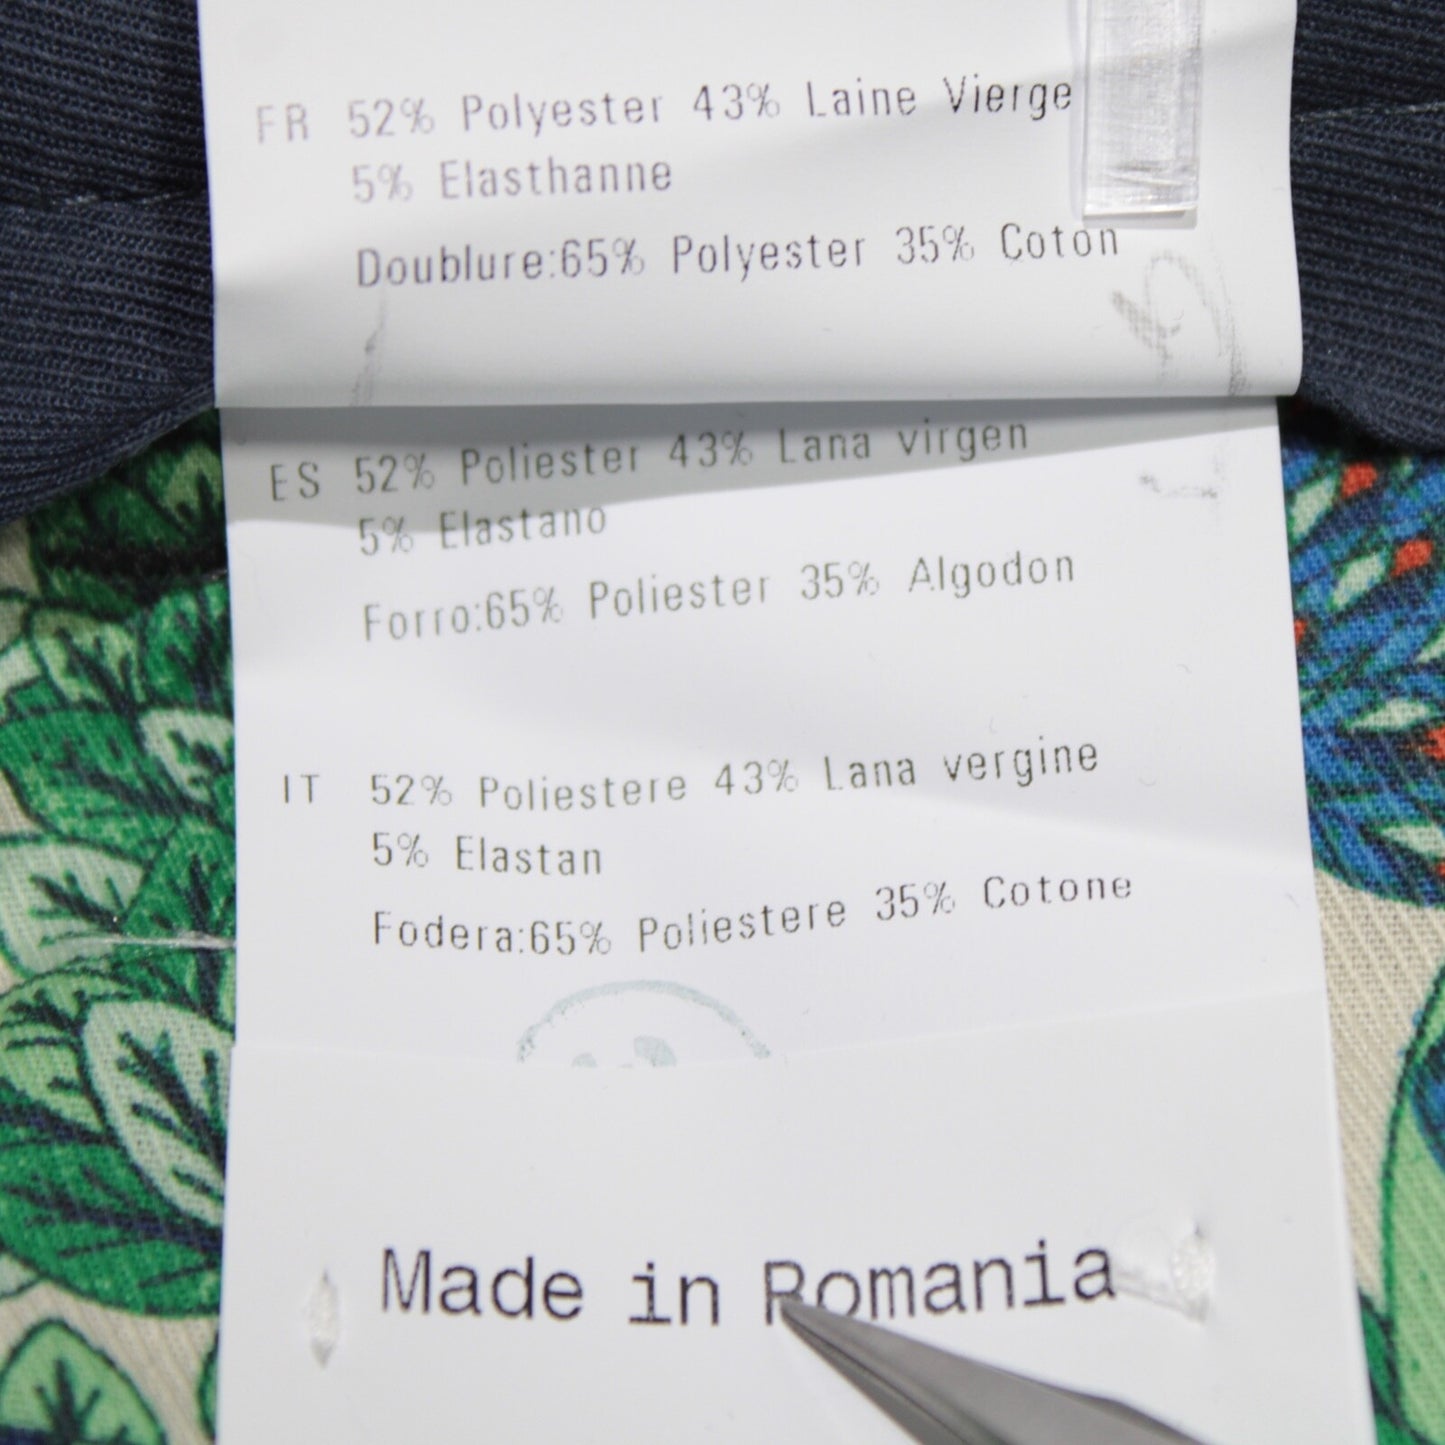 FR 52% Polyester 43% Laine Vierge
5% Elasthanne
Doublure:65% Polyester 35% Coton
ES 52% Poliester 43% Lana virgen
5% Elastano
Forro:65% Poliester 35% Algodon
IT 52% Poliestere 43% Lana vergine
5% Elastan
Fodera:65% Poliestere 35% Cotone
Made in Romania